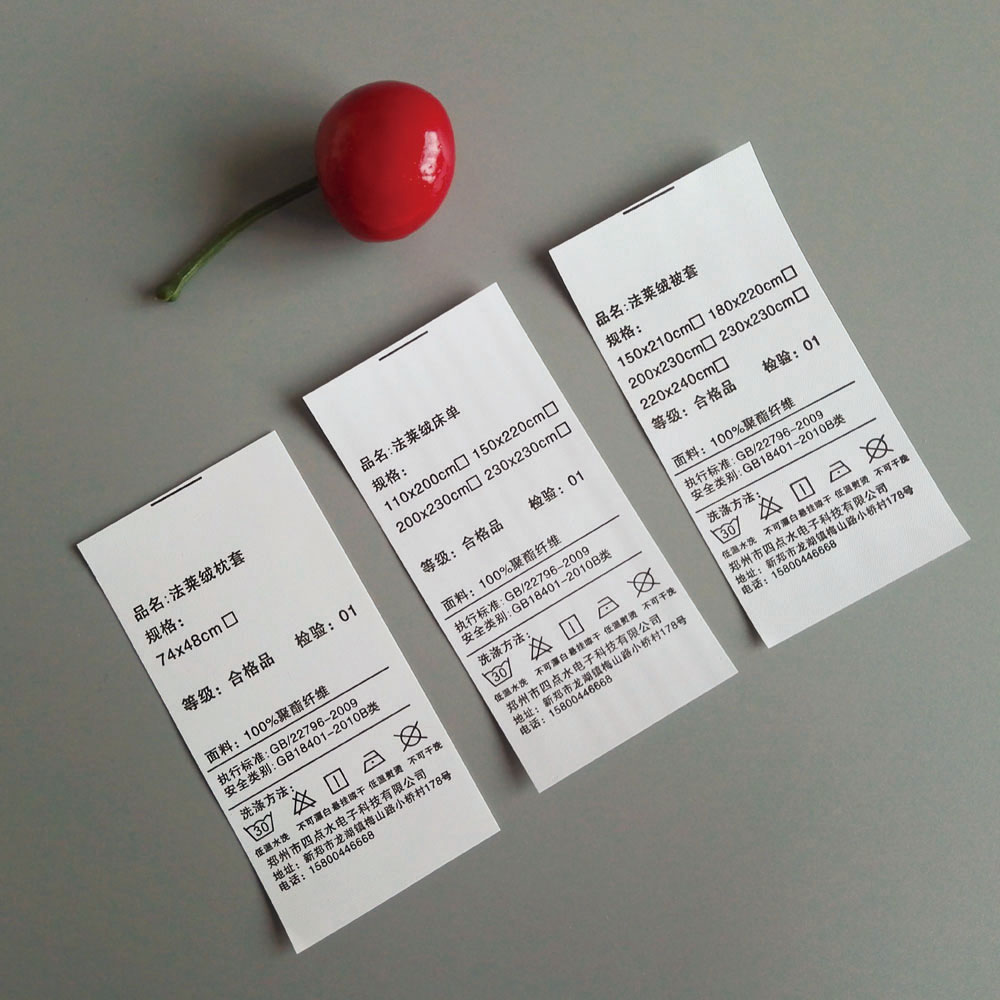 品名:法莱绒枕套
规格:
74x48cm□
等级: 合格品 检验: 01
面料: 100%聚酯纤维
执行标准: GB/22796-2009
安全类别: GB18401-2010B类
洗涤方法:
30
低温水洗 不可漂白 悬挂晾干 低温熨烫 不可干洗
郑州市四点水电子科技有限公司
地址: 新郑市龙湖镇梅山路小桥村178号
电话: 15800446668
品名:法莱绒床单
规格:
110x200cm□ 150x220cm□
200x230cm□ 230x230cm□
等级: 合格品 检验: 01
面料: 100%聚酯纤维
执行标准: GB/22796-2009
安全类别: GB18401-2010B类
洗涤方法:
30
低温水洗 不可漂白 悬挂晾干 低温熨烫 不可干洗
郑州市四点水电子科技有限公司
地址: 新郑市龙湖镇梅山路小桥村178号
电话: 15800446668
品名:法莱绒被套
规格:
150x210cm□ 180x220cm□
200x230cm□ 230x230cm□
220x240cm□
等级: 合格品 检验: 01
面料: 100%聚酯纤维
执行标准: GB/22796-2009
安全类别: GB18401-2010B类
洗涤方法:
30
低温水洗 不可漂白 悬挂晾干 低温熨烫 不可干洗
郑州市四点水电子科技有限公司
地址: 新郑市龙湖镇梅山路小桥村178号
电话: 15800446668